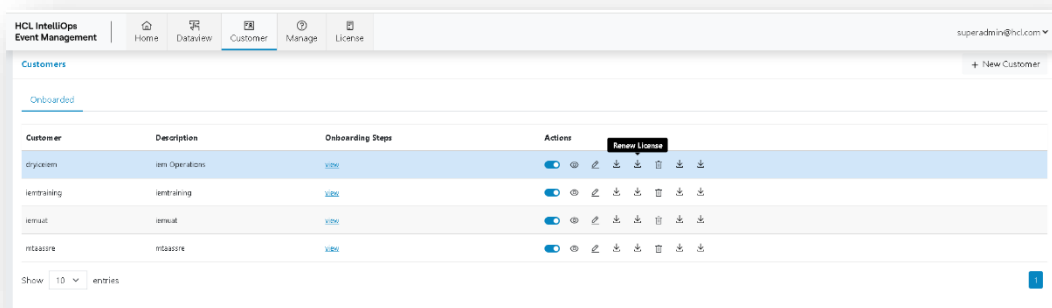 HCL IntelliOps
Event Management
Home
Dataview
Customer
Manage
License
superadmin@hcl.com
Customers
+ New Customer
Onboarded
Customer Description Onboarding Steps Actions
Renew License
dryiceiem iem Operations view
iemtraining iemtraining view
iemuat iemuat view
mtaassre mtaassre view
Show 10 entries
1